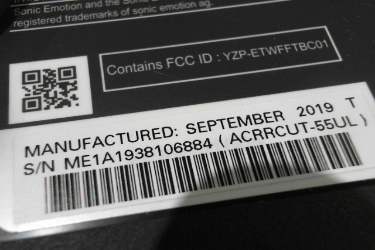 Sonic Emotion and the Sonic
registered trademarks of sonic emotion ag.
Contains FCC ID : YZP-ETWFFTBC01
MANUFACTURED: SEPTEMBER 2019 T
S/N ME1A1938106884 ( ACRRCUT-55UL )